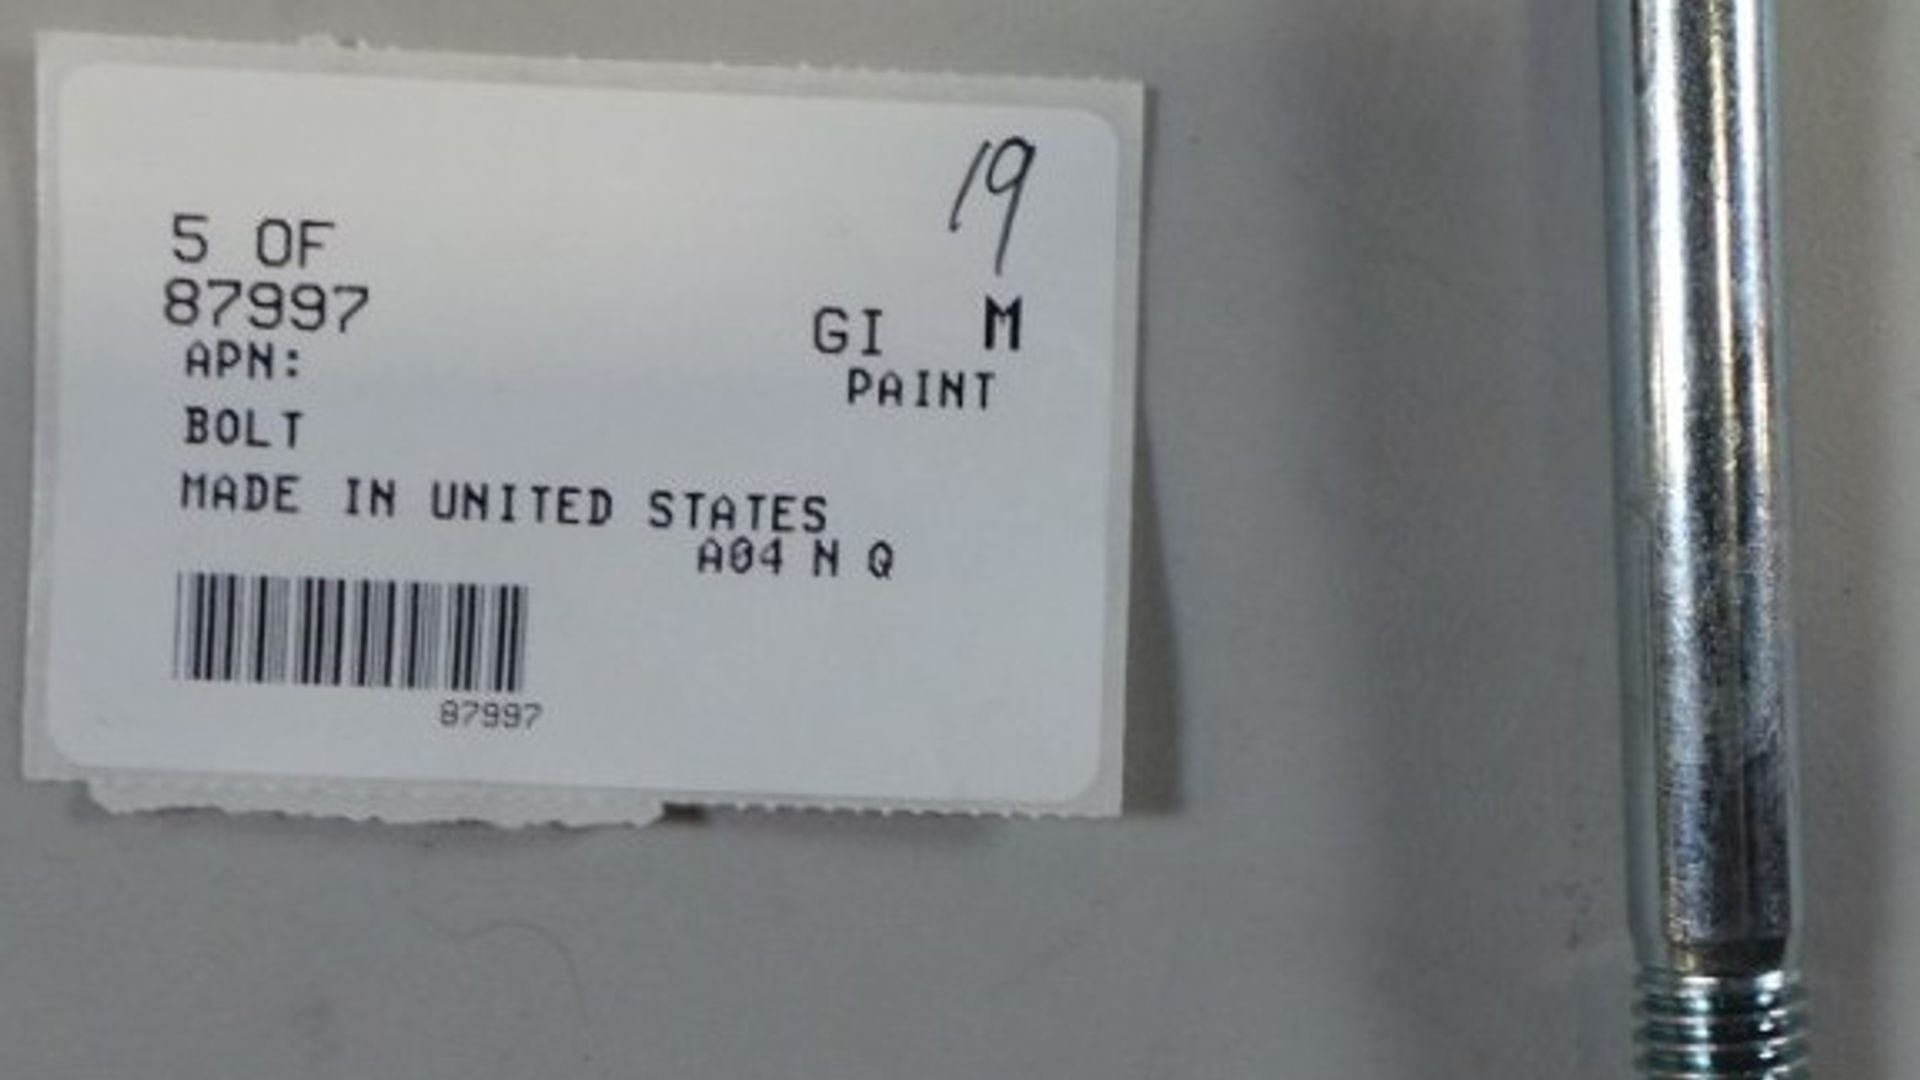 19
5 OF
87997
GI M
APN:
PAINT
BOLT
MADE IN UNITED STATES
A04 N Q
87997